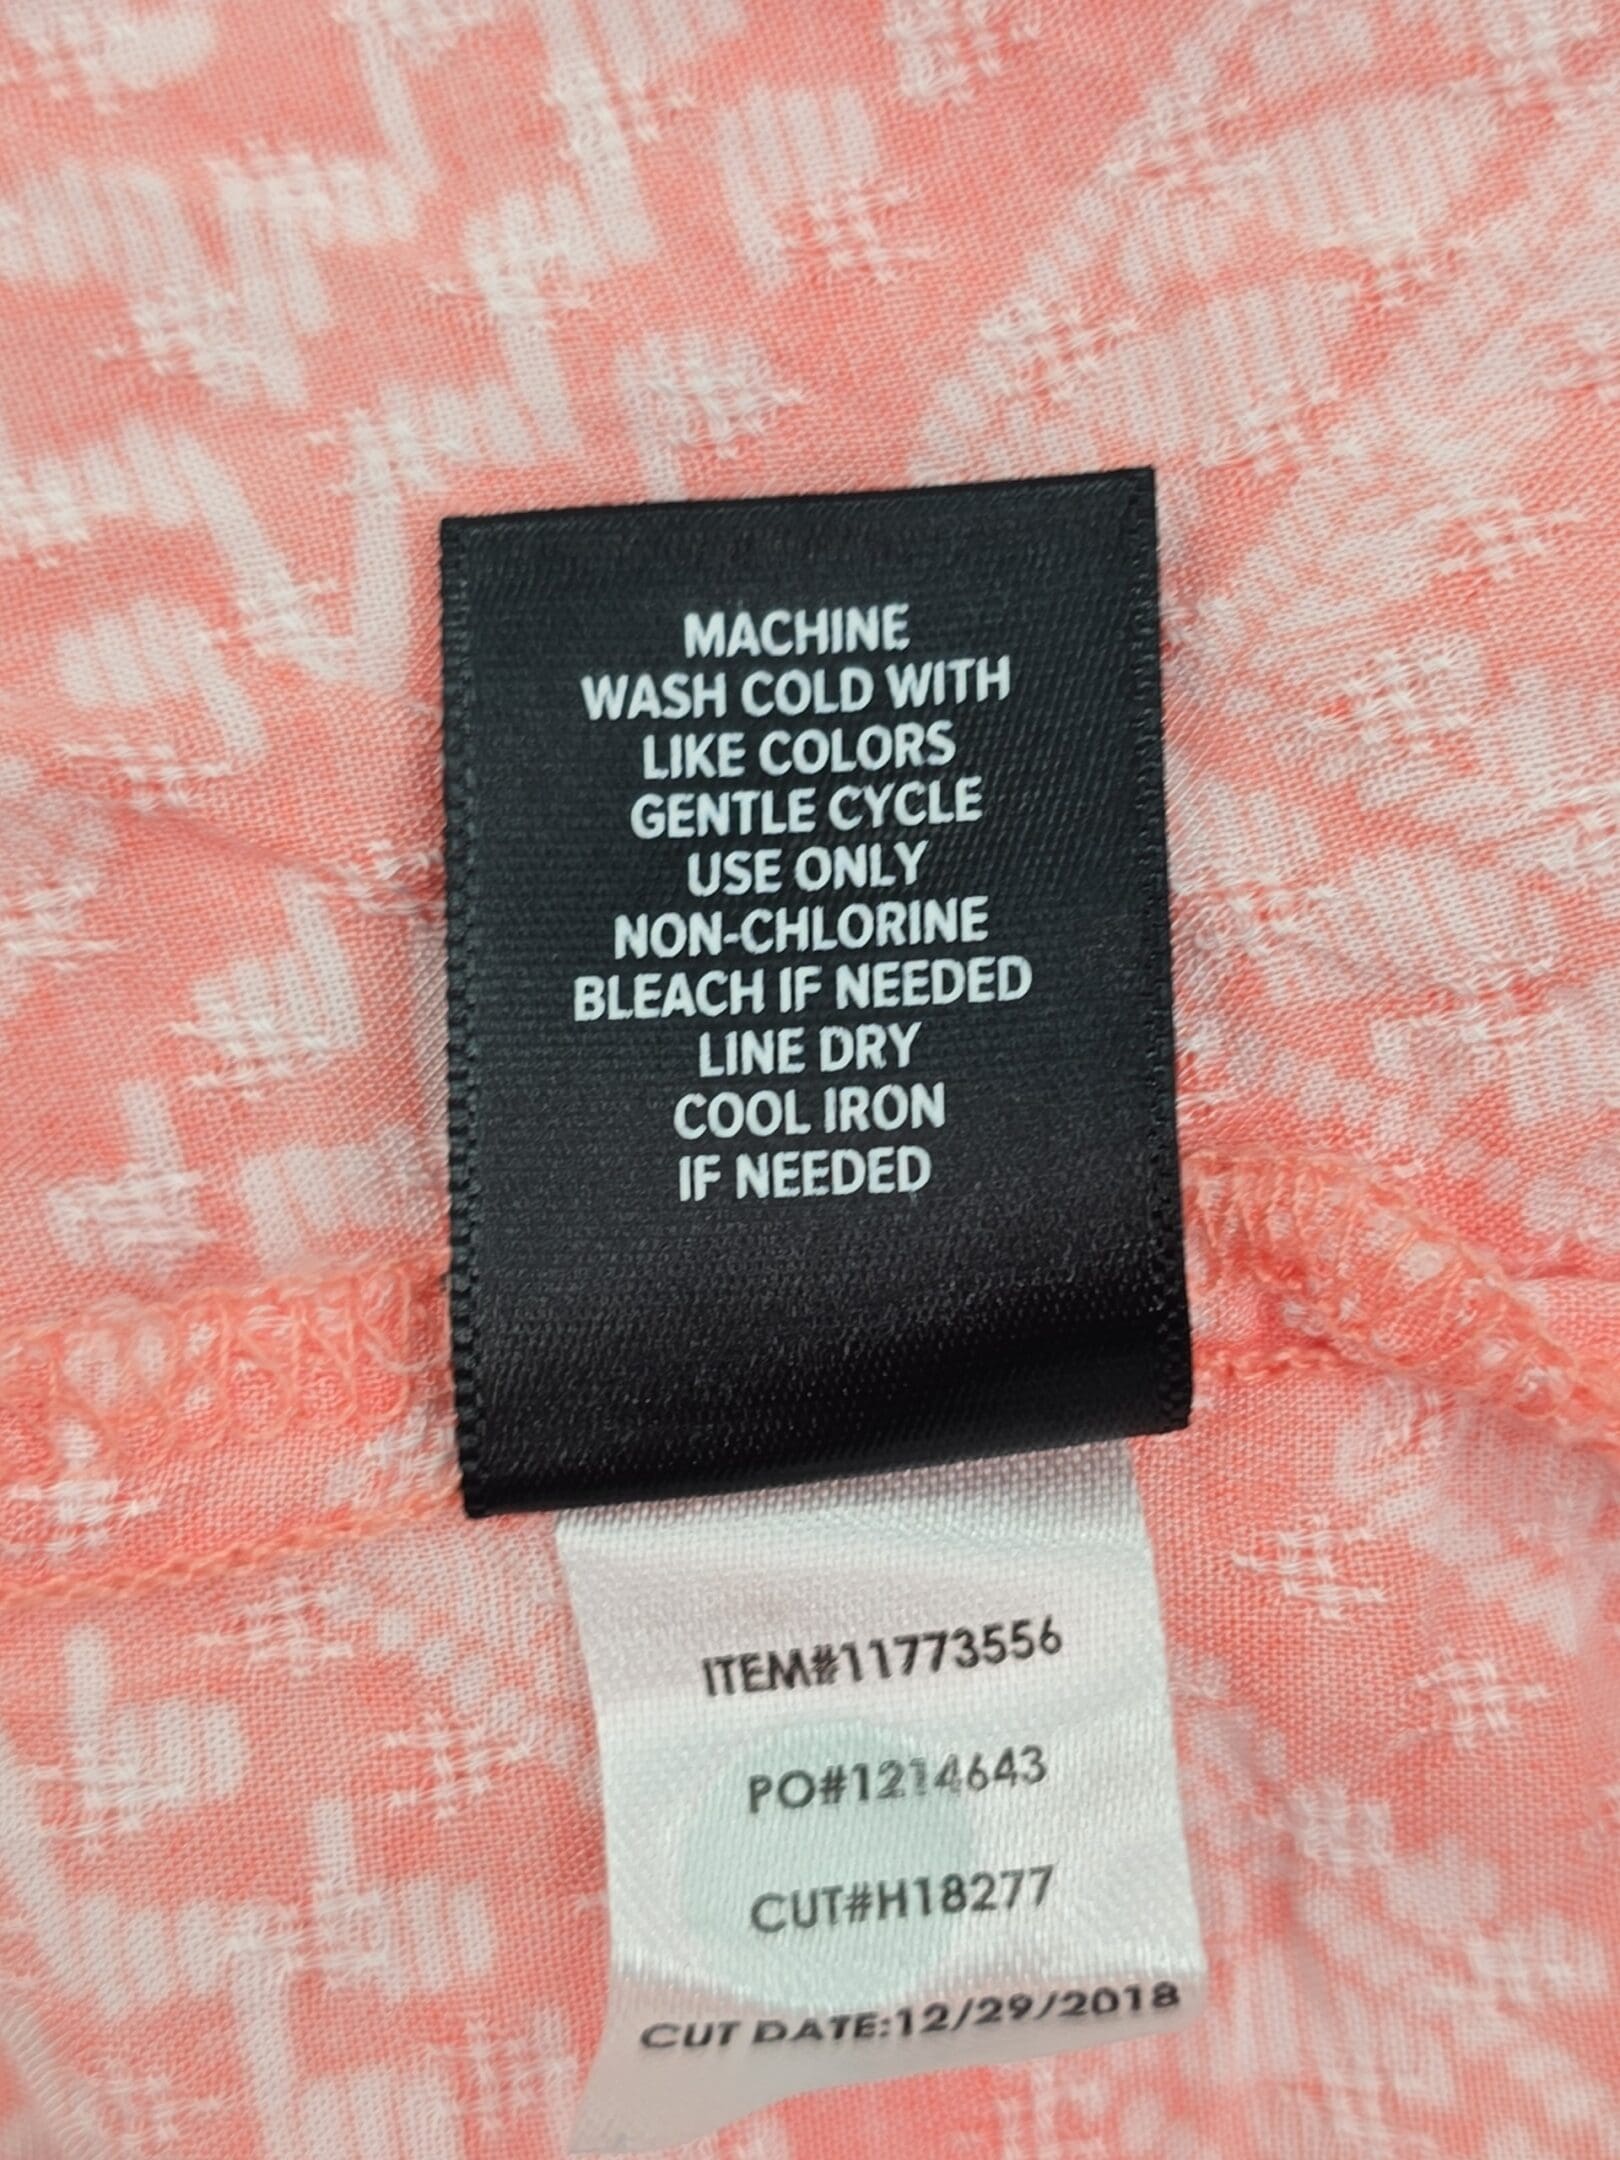 MACHINE
WASH COLD WITH
LIKE COLORS
GENTLE CYCLE
USE ONLY
NON-CHLORINE
BLEACH IF NEEDED
LINE DRY
COOL IRON
IF NEEDED
ITEM#11773556
PO#1214643
CUT#H18277
CUT DATE:12/29/2018